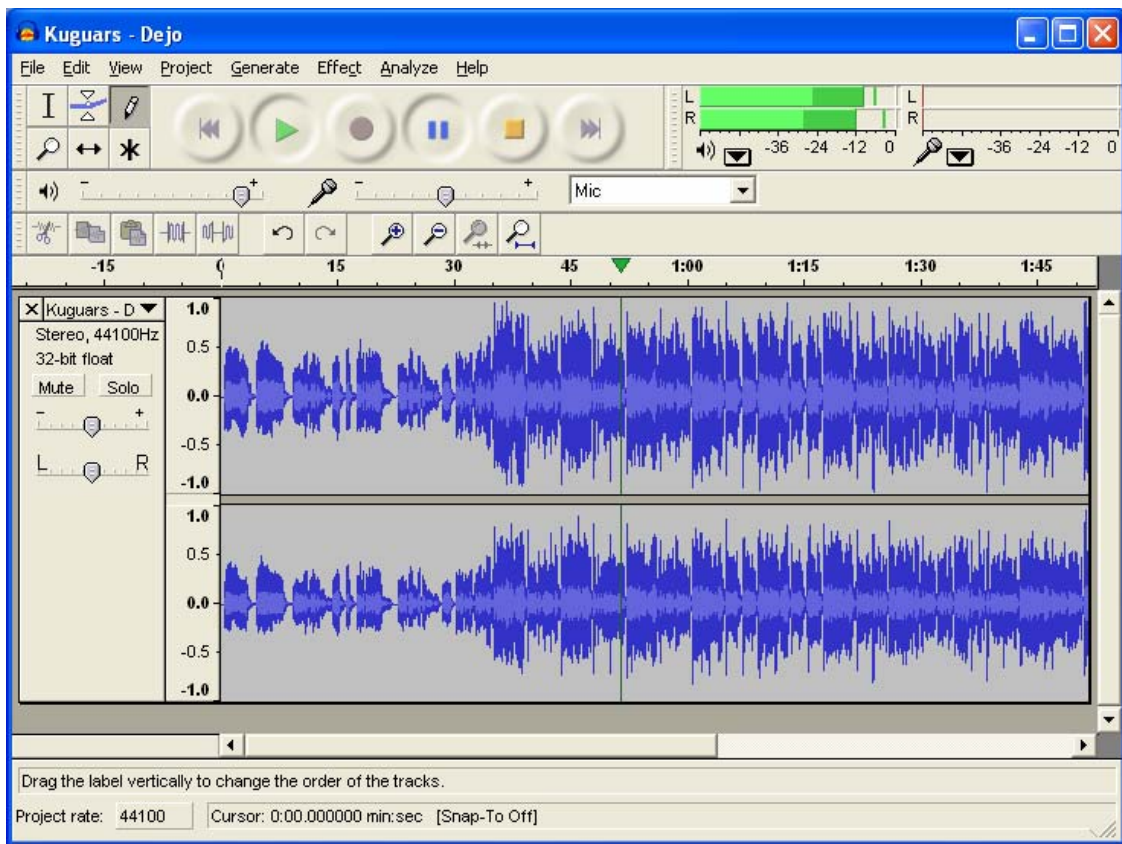 Kuguars - Dejo
File Edit View Project Generate Effect Analyze Help
L
R
-36 -24 -12 0
L
R
-36 -24 -12 0
- +
- +
Mic
-15 0 15 30 45 1:00 1:15 1:30 1:45
X Kuguars - D
Stereo, 44100Hz
32-bit float
Mute Solo
- +
L R
1.0
0.5
0.0
-0.5
-1.0
1.0
0.5
0.0
-0.5
-1.0
Drag the label vertically to change the order of the tracks.
Project rate: 44100 Cursor: 0:00.000000 min:sec [Snap-To Off]